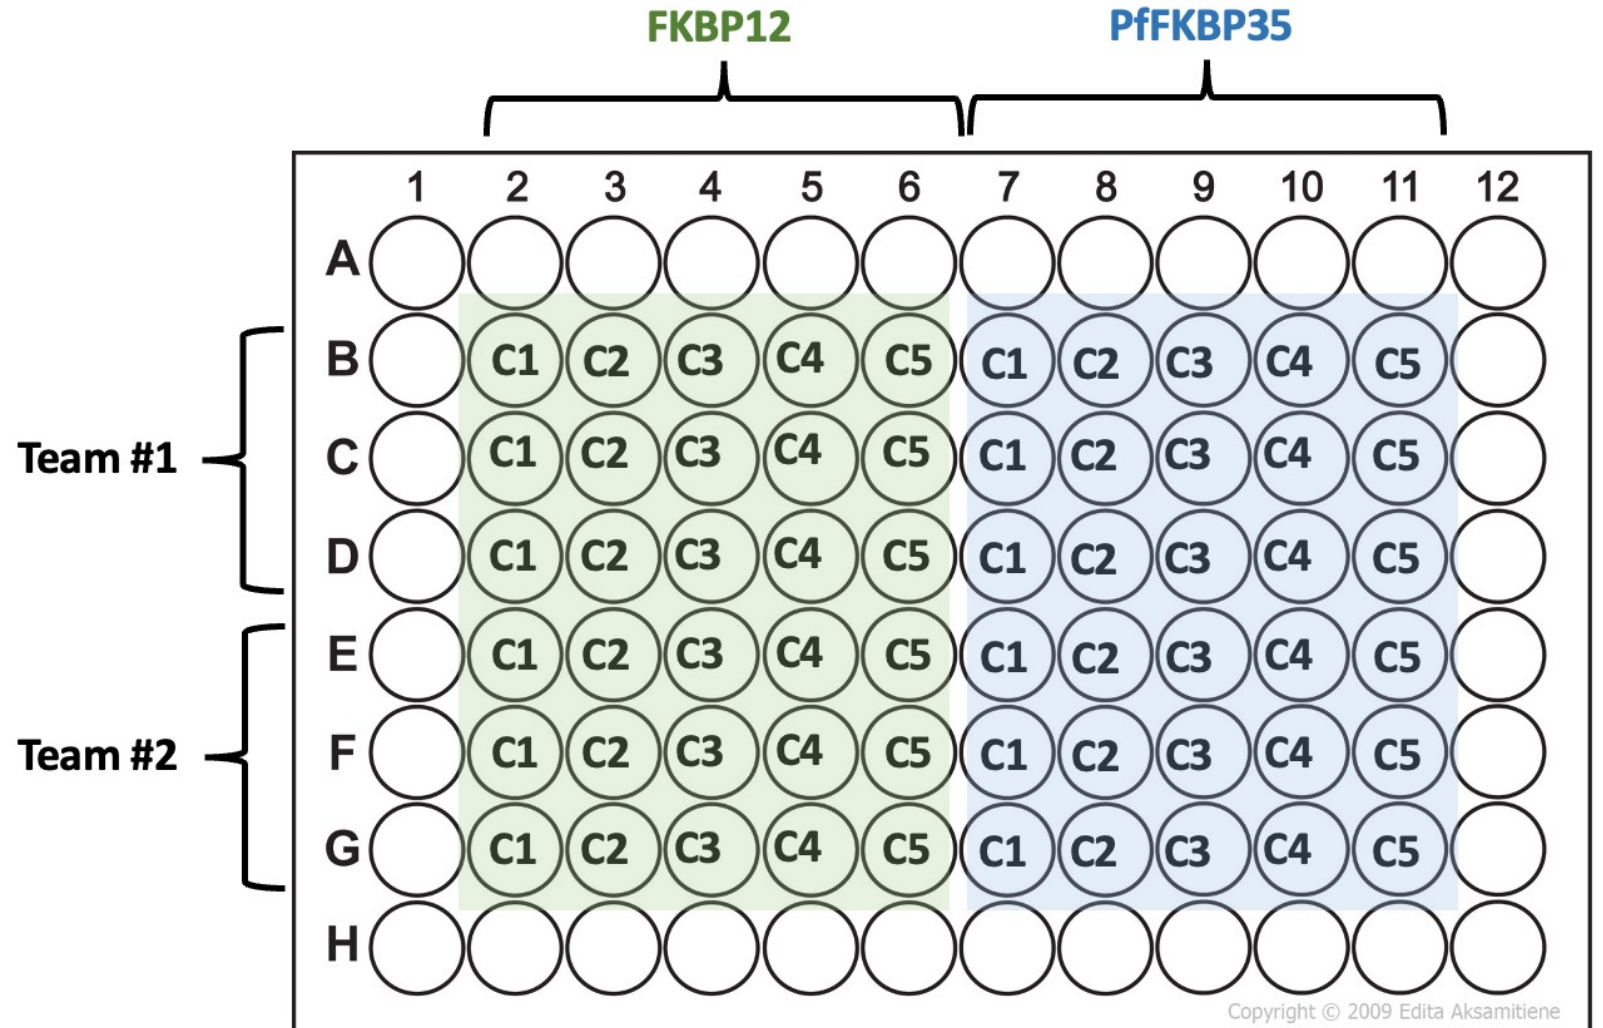 FKBP12 PfFKBP35
1 2 3 4 5 6 7 8 9 10 11 12
A
B C1 C2 C3 C4 C5 C1 C2 C3 C4 C5
Team #1 C C1 C2 C3 C4 C5 C1 C2 C3 C4 C5
D C1 C2 C3 C4 C5 C1 C2 C3 C4 C5
E C1 C2 C3 C4 C5 C1 C2 C3 C4 C5
Team #2 F C1 C2 C3 C4 C5 C1 C2 C3 C4 C5
G C1 C2 C3 C4 C5 C1 C2 C3 C4 C5
H
Copyright © 2009 Edita Aksamitiene